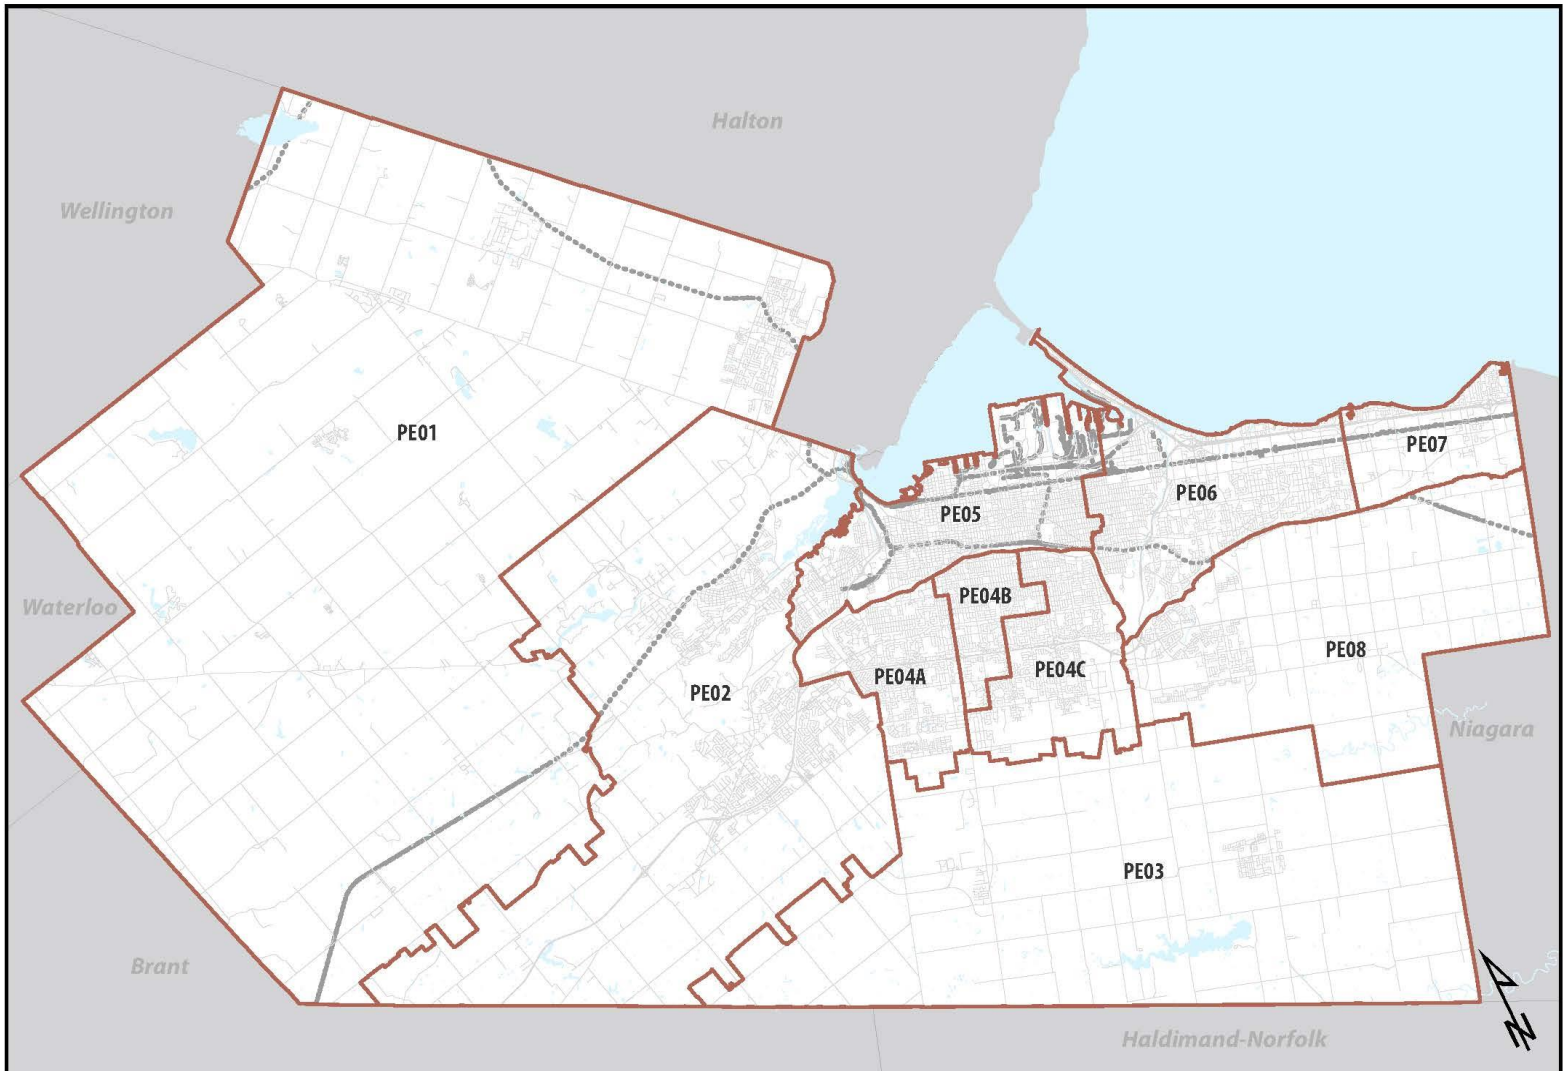 Halton
Wellington
PE01
PE07
PE06
PE05
PE04B
Waterloo
PE08
PE04A
PE04C
PE02
Niagara
PE03
Brant
Haldimand-Norfolk
N